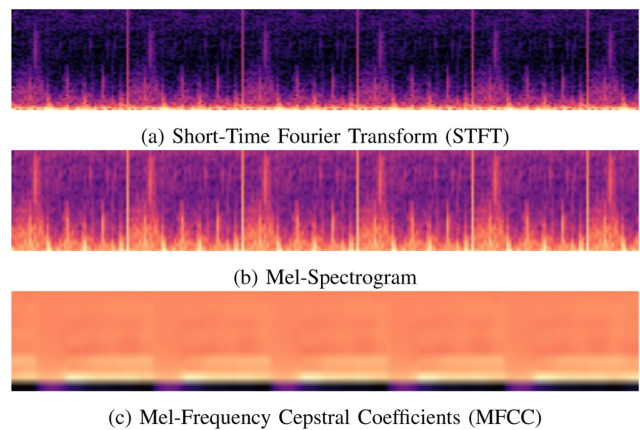 (a) Short-Time Fourier Transform (STFT)
(b) Mel-Spectrogram
(c) Mel-Frequency Cepstral Coefficients (MFCC)